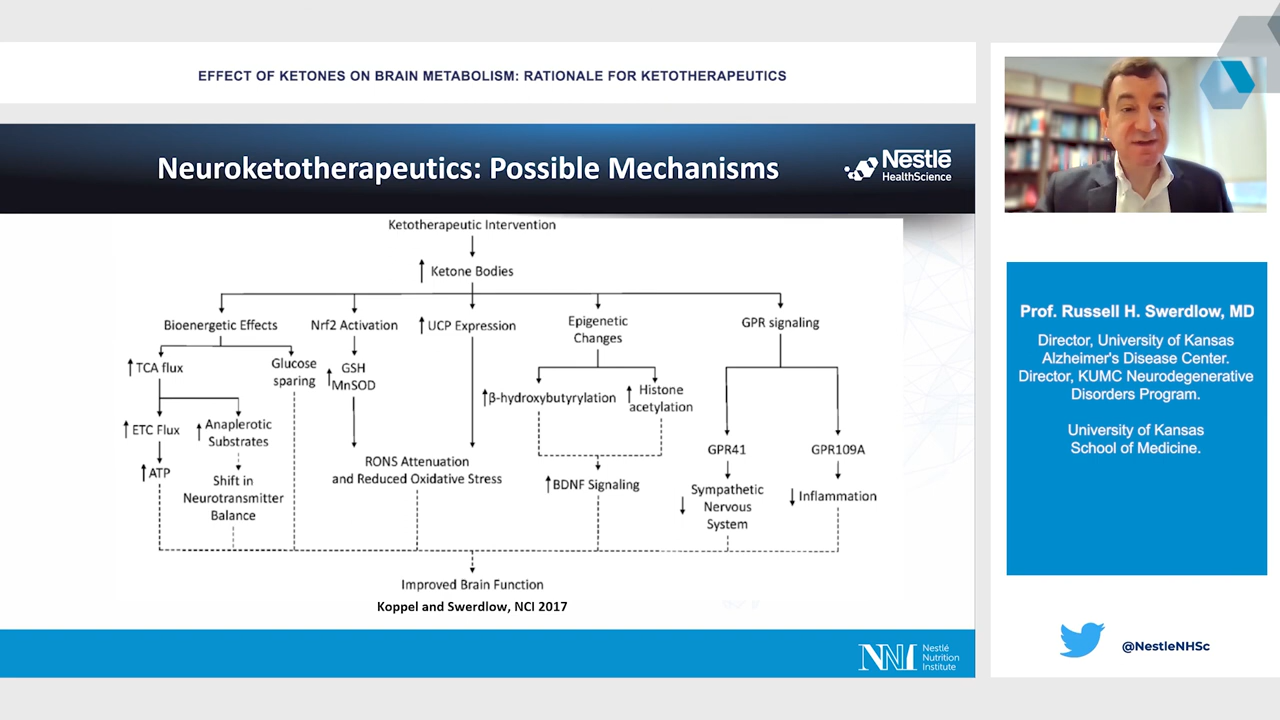 EFFECT OF KETONES ON BRAIN METABOLISM: RATIONALE FOR KETOTHERAPEUTICS
Neuroketotherapeutics: Possible Mechanisms
Nestlé
HealthScience
Ketotherapeutic Intervention
Ketone Bodies
Bioenergetic Effects
Nrf2 Activation
UCP Expression
Epigenetic
Changes
GPR signaling
TCA flux
Glucose
sparing
GSH
MnSOD
β-hydroxybutyrylation
Histone
acetylation
ETC Flux
Anaplerotic
Substrates
ATP
Shift in
Neurotransmitter
Balance
RONS Attenuation
and Reduced Oxidative Stress
BDNF Signaling
GPR41
GPR109A
Sympathetic
Nervous
System
Inflammation
Improved Brain Function
Koppel and Swerdlow, NCI 2017
NNI
Nestlé
Nutrition
Institute
Prof. Russell H. Swerdlow, MD
Director, University of Kansas
Alzheimer's Disease Center.
Director, KUMC Neurodegenerative
Disorders Program.
University of Kansas
School of Medicine.
@NestleNHSc